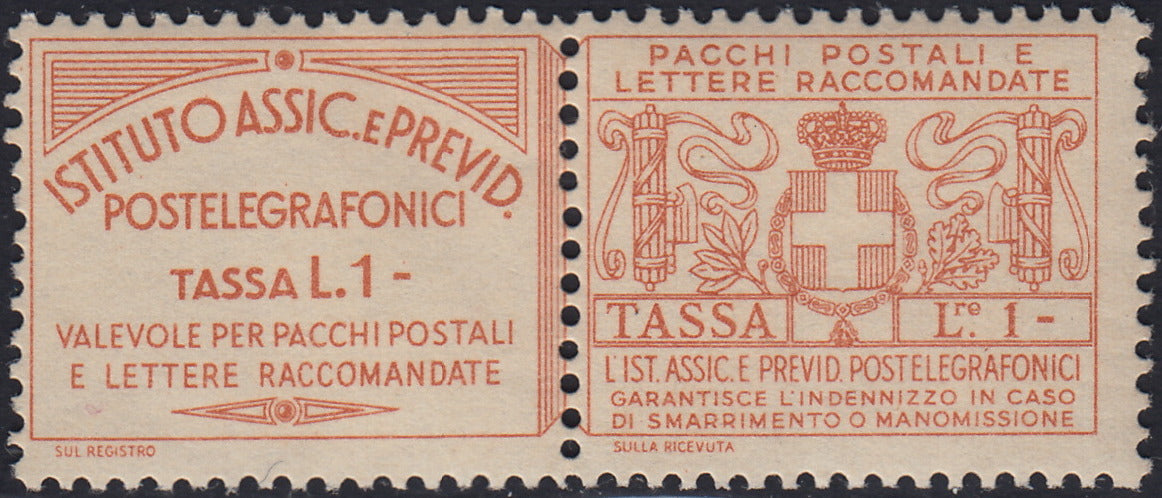 ISTITUTO ASSIC. E PREVID.
POSTELEGRAFONICI
TASSA L. 1 -
VALEVOLE PER PACCHI POSTALI
E LETTERE RACCOMANDATE
SUL REGISTRO
PACCHI POSTALI E
LETTERE RACCOMANDATE
TASSA Lre. 1 -
L'IST. ASSIC. E PREVID. POSTELEGRAFONICI
GARANTISCE L'INDENNIZZO IN CASO
DI SMARRIMENTO O MANOMISSIONE
SULLA RICEVUTA